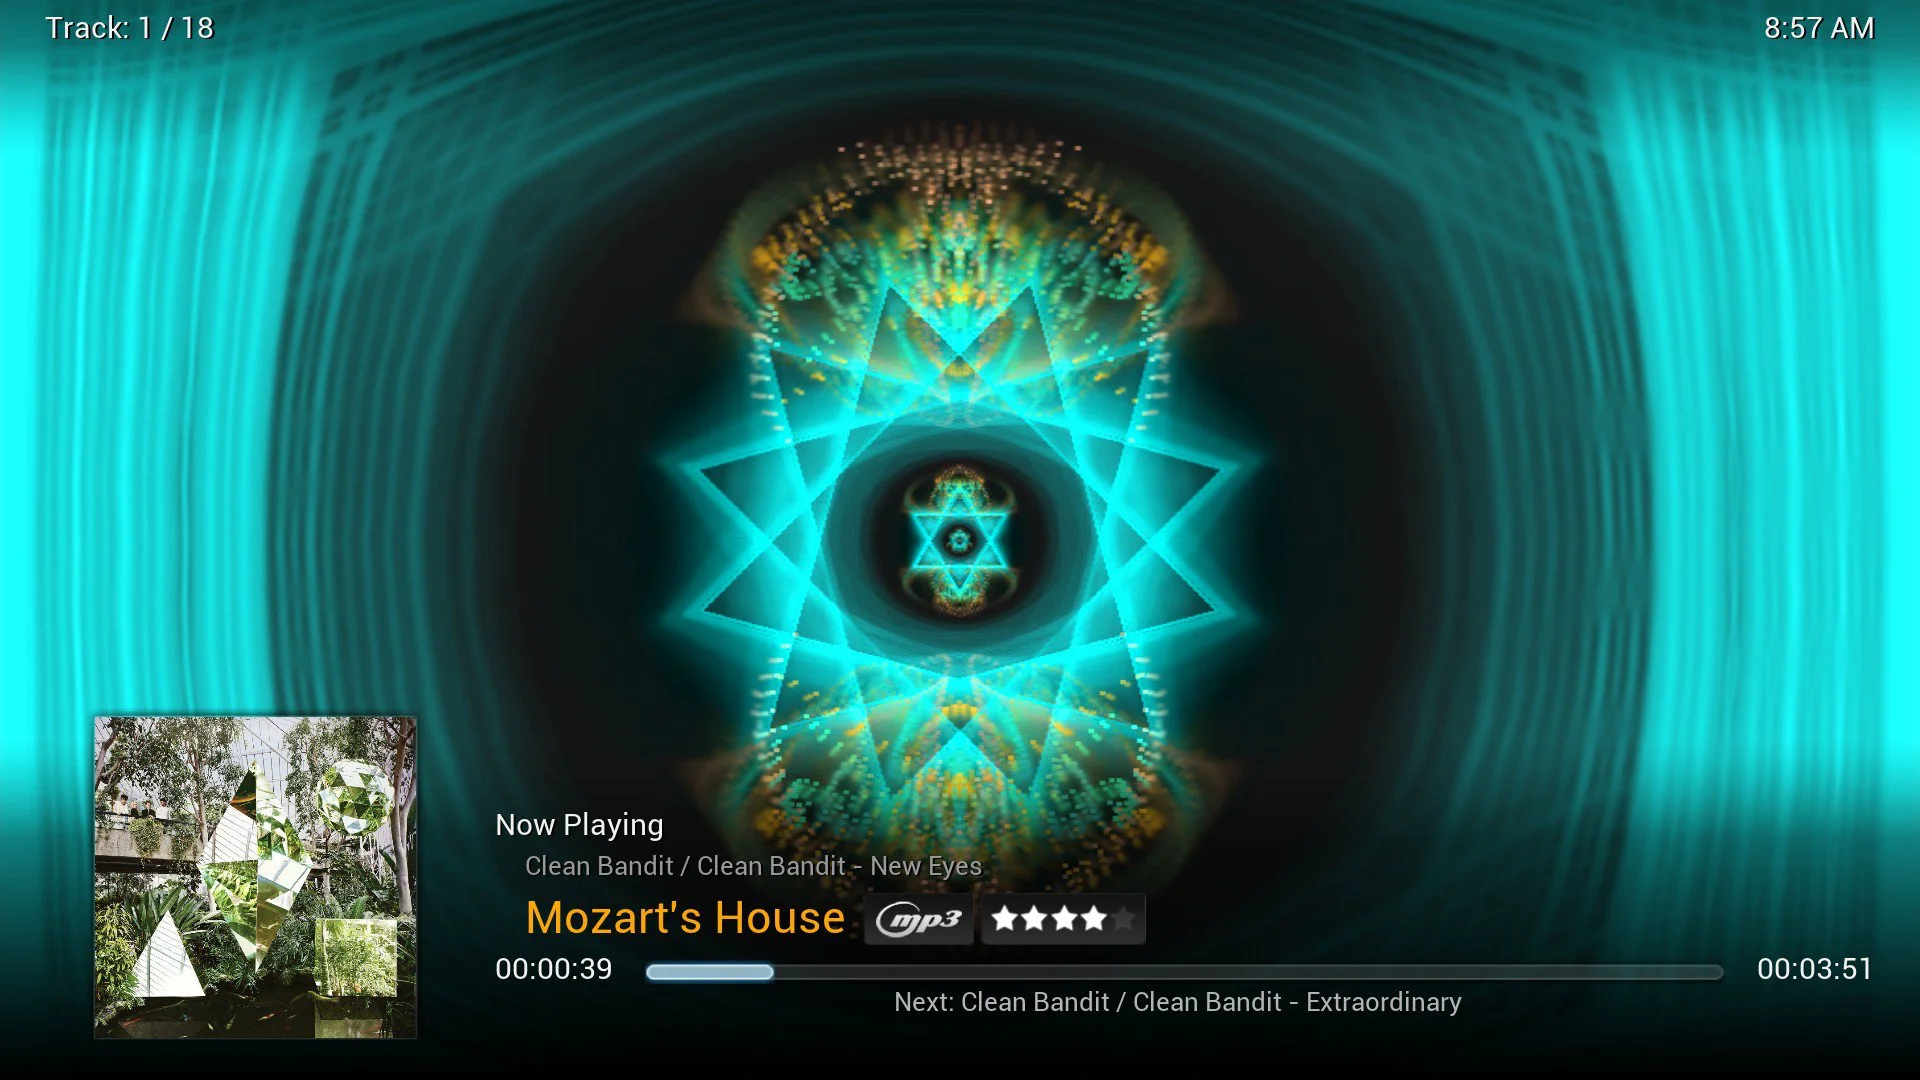 Track: 1 / 18
8:57 AM
Now Playing
Clean Bandit / Clean Bandit - New Eyes
Mozart's House mp3
00:00:39
00:03:51
Next: Clean Bandit / Clean Bandit - Extraordinary